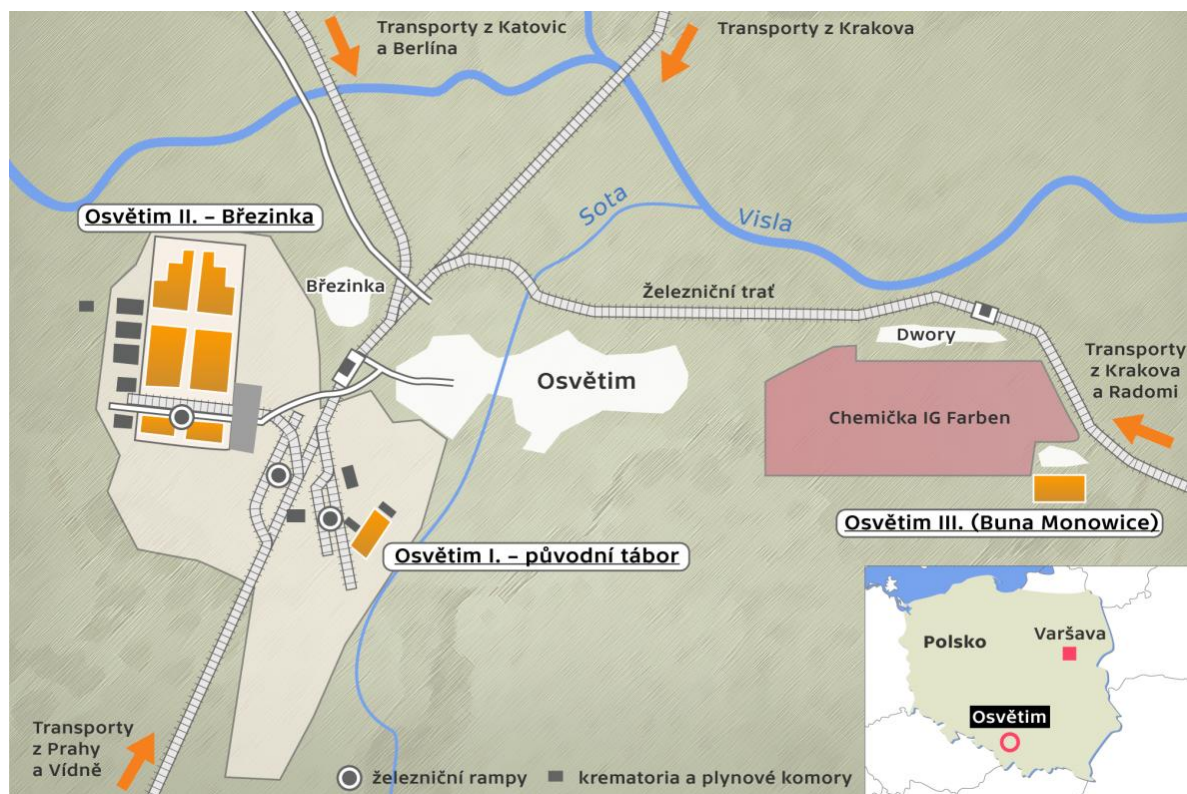 Transporty z Katovic
a Berlína
Transporty z Krakova
Osvětim II. – Březinka
Sota
Visla
Březinka
Železniční trať
Dwory
Osvětim
Transporty
z Krakova
a Radomi
Chemička IG Farben
Osvětim III. (Buna Monowice)
Osvětim I. – původní tábor
Polsko
Varšava
Osvětim
Transporty
z Prahy
a Vídně
železniční rampy
krematoria a plynové komory